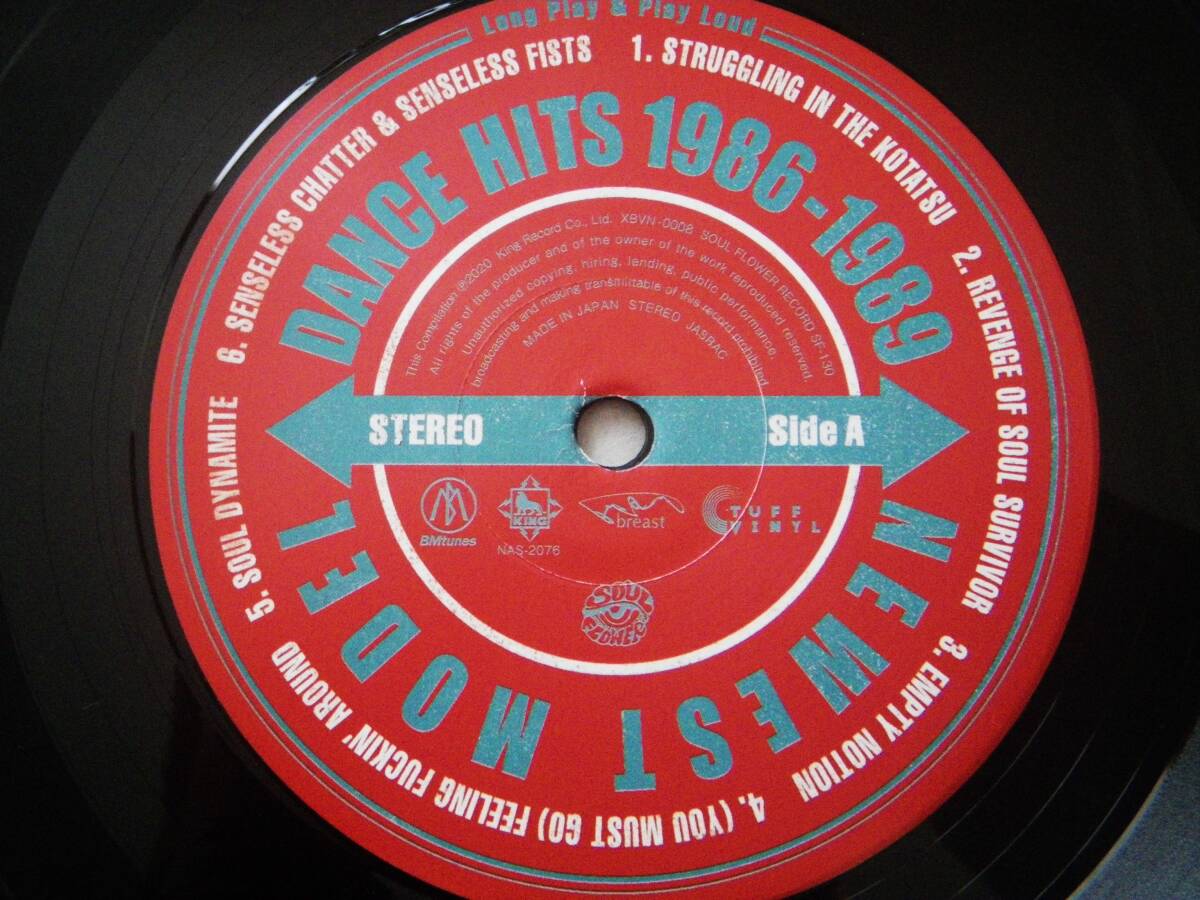 Long Play & Play Loud
1. STRUGGLING IN THE KOTATSU
2. REVENGE OF SOUL SURVIVOR
3. EMPTY NOTION
4. (YOU MUST GO) FEELING FUCKIN' AROUND
5. SOUL DYNAMITE
6. SENSELESS CHATTER & SENSELESS FISTS
DANCE HITS 1986-1989
NEWEST MODEL
This Compilation ℗2020 King Record Co., Ltd. XBVN-0008 SOUL FLOWER RECORD SF-130
All rights of the producer and of the owner of the work reproduced reserved
Unauthorized copying, hiring, lending, public performance,
broadcasting and making transmittable of this record prohibited
MADE IN JAPAN STEREO JASRAC
STEREO
Side A
BM
BMtunes
KING
NAS-2076
breast
TUFF
VINYL
SOUL
FLOWER